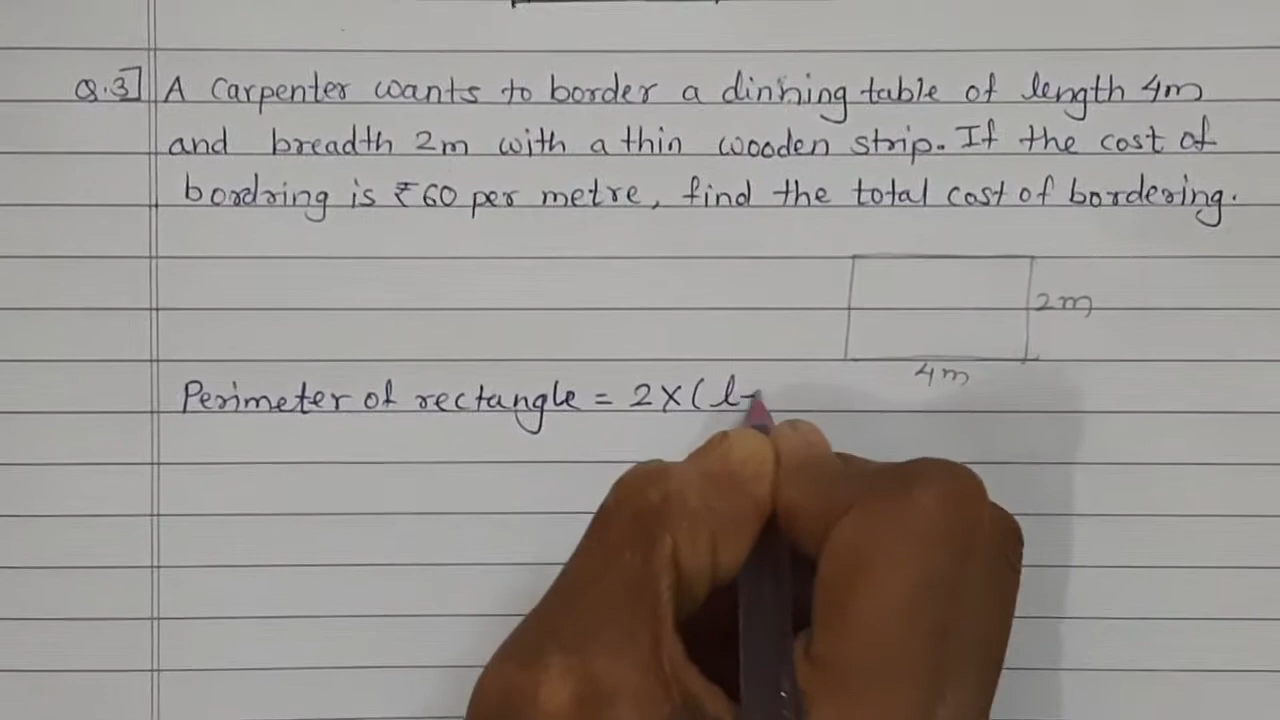 Q.3] A Carpenter wants to border a dinning table of length 4m
and breadth 2m with a thin wooden strip. If the cost of
bordring is ₹60 per metre, find the total cost of bordering.
2m
4m
Perimeter of rectangle = 2×(l+